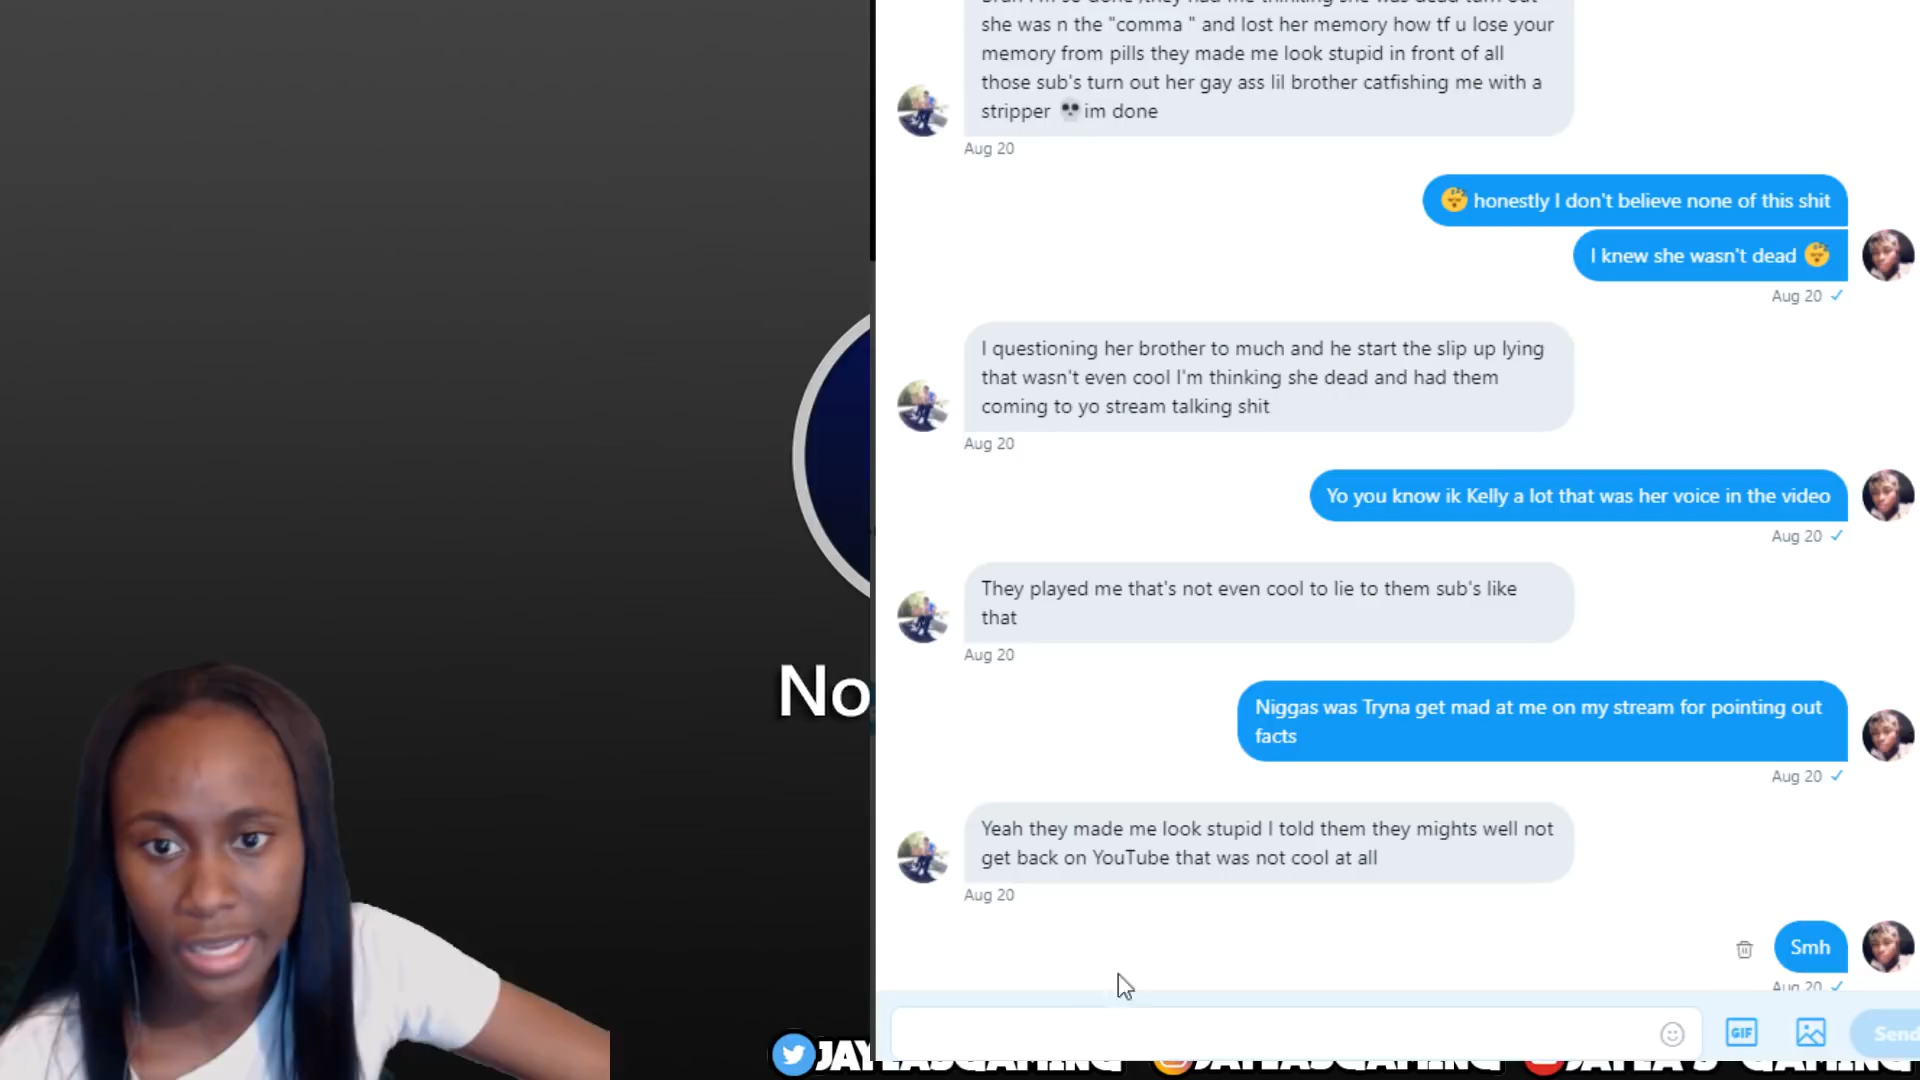 she was n the "comma " and lost her memory how tf u lose your
memory from pills they made me look stupid in front of all
those sub's turn out her gay ass lil brother catfishing me with a
stripper 💀im done
Aug 20
😴 honestly I don't believe none of this shit
I knew she wasn't dead 😴
Aug 20 ✓
I questioning her brother to much and he start the slip up lying
that wasn't even cool I'm thinking she dead and had them
coming to yo stream talking shit
Aug 20
Yo you know ik Kelly a lot that was her voice in the video
Aug 20 ✓
They played me that's not even cool to lie to them sub's like
that
Aug 20
No
Niggas was Tryna get mad at me on my stream for pointing out
facts
Aug 20 ✓
Yeah they made me look stupid I told them they mights well not
get back on YouTube that was not cool at all
Aug 20
Smh
Aug 20 ✓
GIF
Send